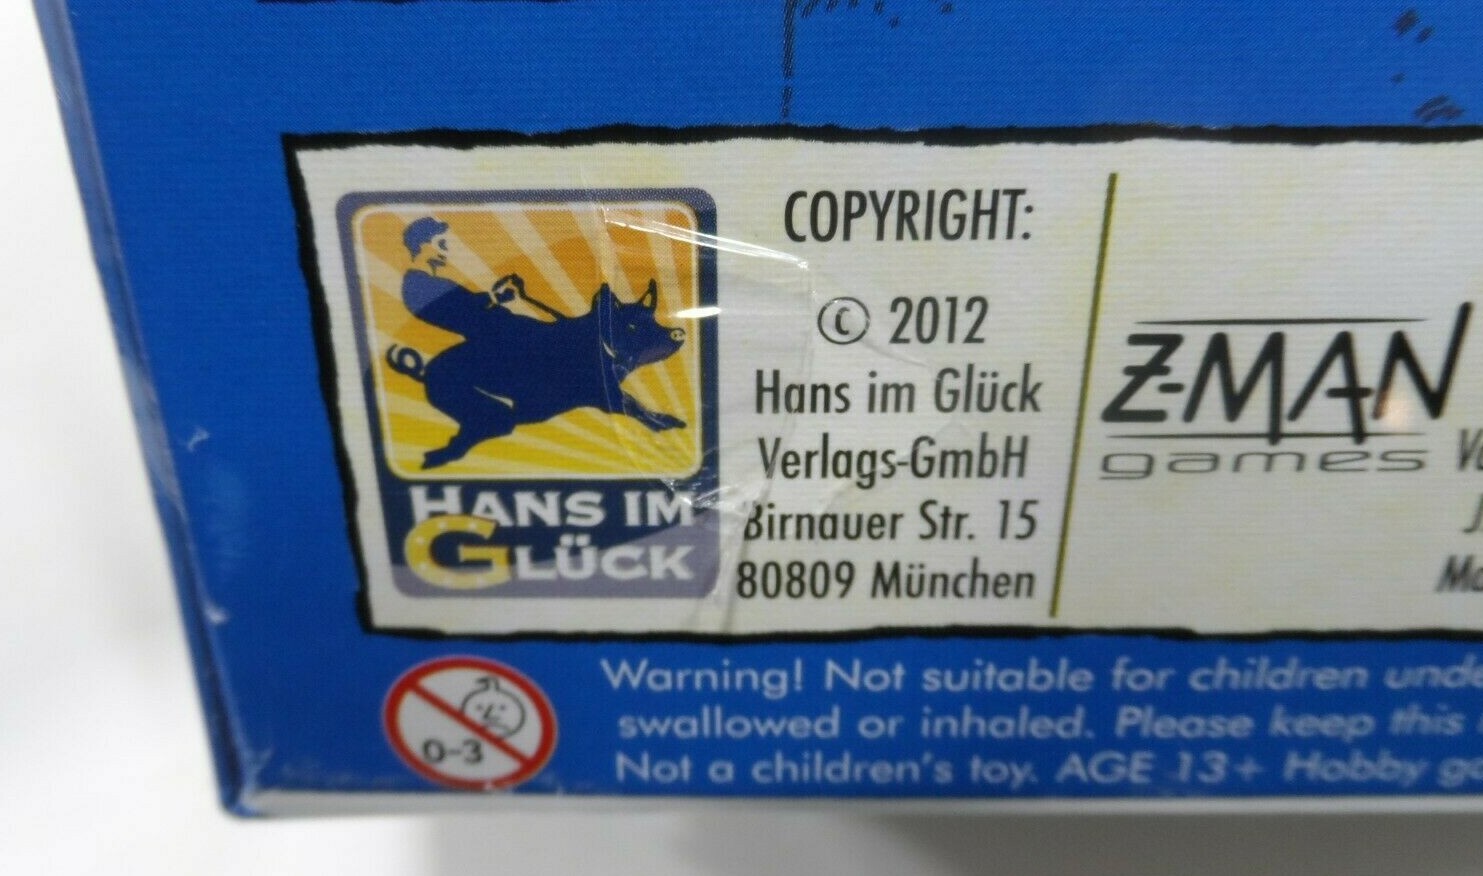 HANS IM
GLÜCK
COPYRIGHT:
© 2012
Hans im Glück
Verlags-GmbH
Birnauer Str. 15
80809 München
Z-MAN
games
0-3
Warning! Not suitable for children
swallowed or inhaled. Please keep this
Not a children's toy. AGE 13+ Hobby